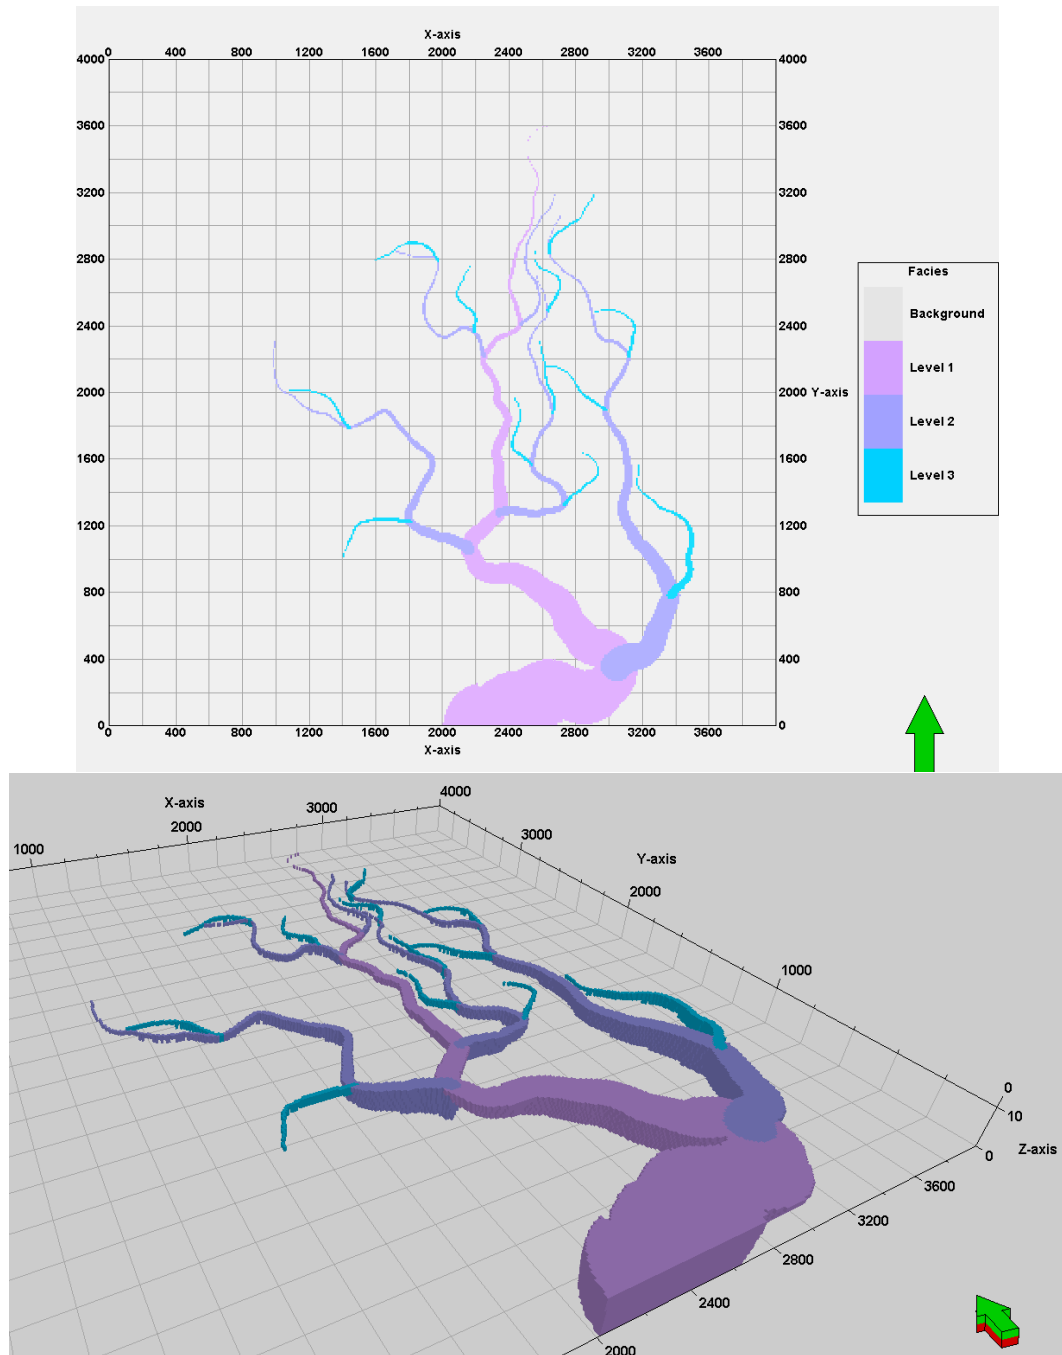 X-axis
0 400 800 1200 1600 2000 2400 2800 3200 3600
4000 4000
3600 3600
3200 3200
2800 2800
2400 2400
2000 2000 Y-axis
1600 1600
1200 1200
800 800
400 400
0 0
0 400 800 1200 1600 2000 2400 2800 3200 3600
X-axis
Facies
Background
Level 1
Level 2
Level 3
X-axis
1000 2000 3000 4000
3000
Y-axis
2000
1000
0
10
0 Z-axis
3600
3200
2800
2400
2000